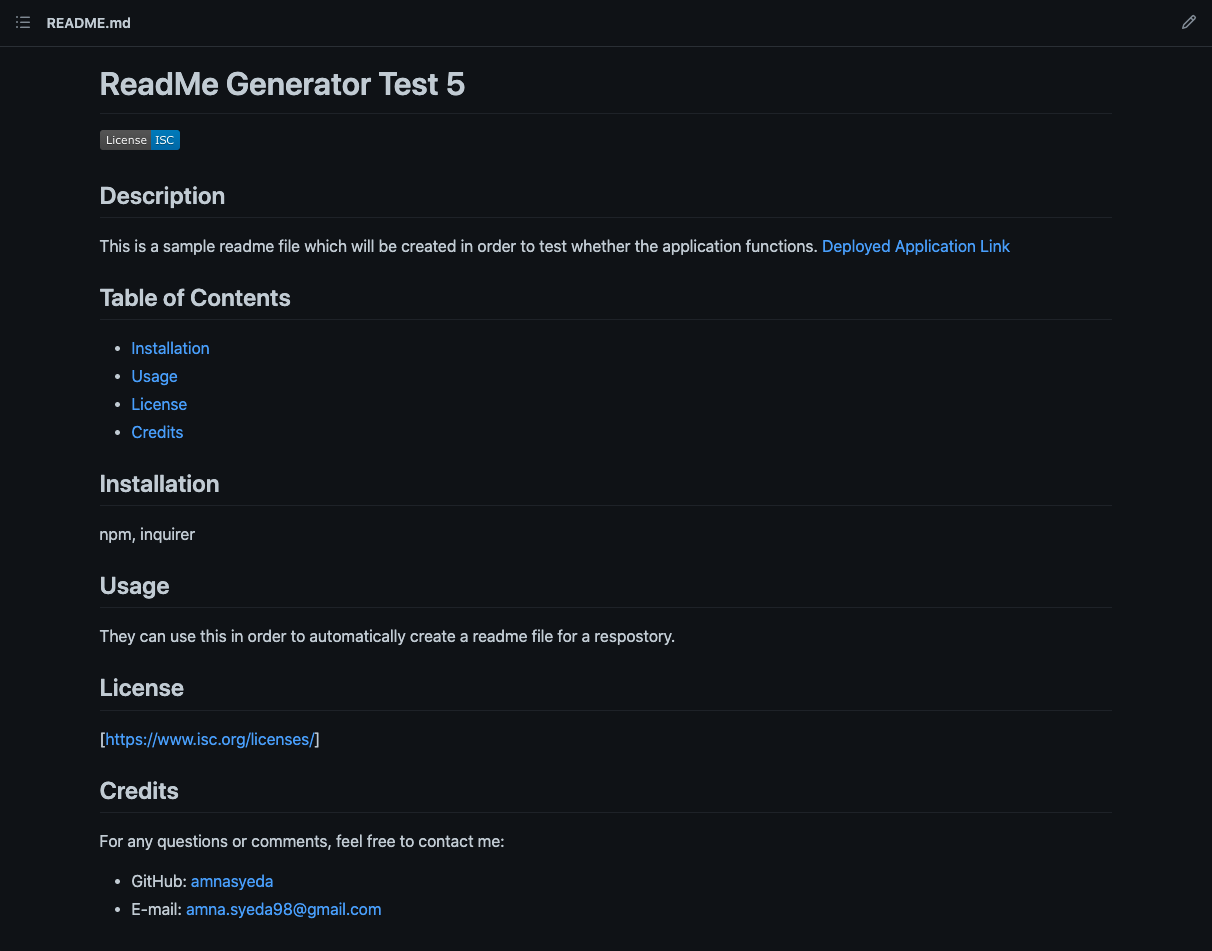 README.md
ReadMe Generator Test 5
License ISC
Description
This is a sample readme file which will be created in order to test whether the application functions. Deployed Application Link
Table of Contents
Installation
Usage
License
Credits
Installation
npm, inquirer
Usage
They can use this in order to automatically create a readme file for a respostory.
License
[https://www.isc.org/licenses/]
Credits
For any questions or comments, feel free to contact me:
GitHub: amnasyeda
E-mail: amna.syeda98@gmail.com